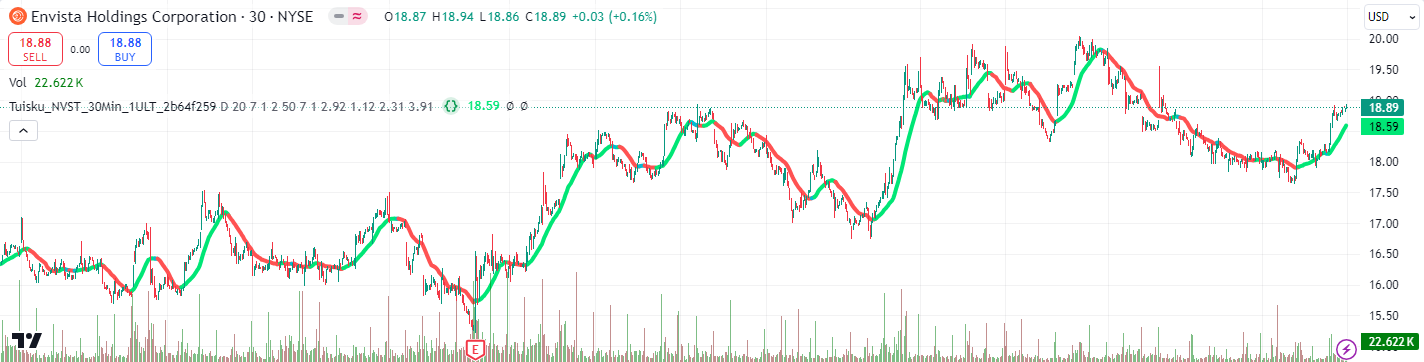 Envista Holdings Corporation · 30 · NYSE O18.87 H18.94 L18.86 C18.89 +0.03 (+0.16%)
USD
18.88 SELL
0.00
18.88 BUY
Vol 22.622 K
Tuisku_NVST_30Min_1ULT_2b64f259 D 20 7 1 2 50 7 1 2.92 1.12 2.31 3.91 {} 18.59 Ø Ø
20.00
19.50
18.89
18.59
18.00
17.50
17.00
16.50
16.00
15.50
22.622 K
E